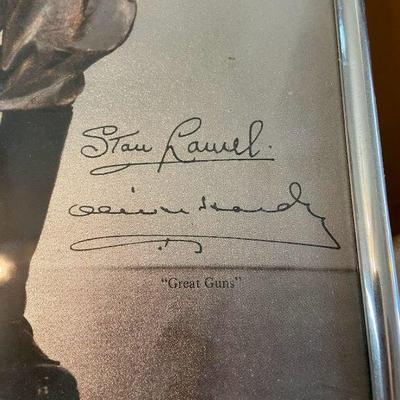 Stan Laurel.
Oliver Hardy
"Great Guns"